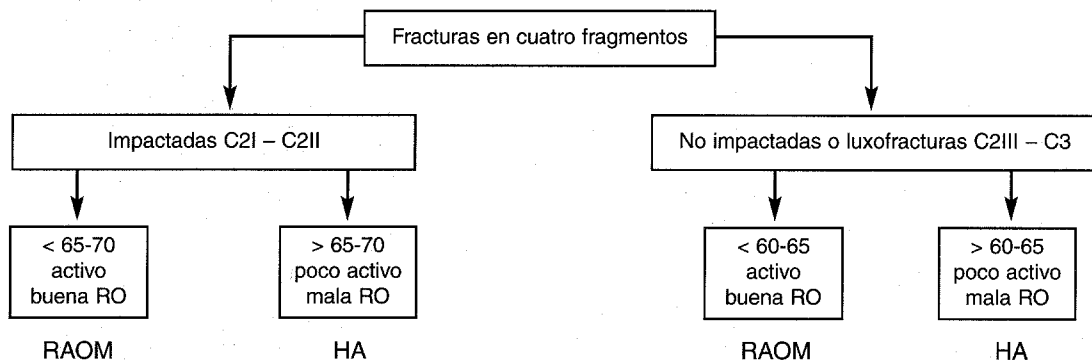 Fracturas en cuatro fragmentos
Impactadas C2I – C2II
No impactadas o luxofracturas C2III – C3
< 65-70
activo
buena RO
> 65-70
poco activo
mala RO
< 60-65
activo
buena RO
> 60-65
poco activo
mala RO
RAOM
HA
RAOM
HA